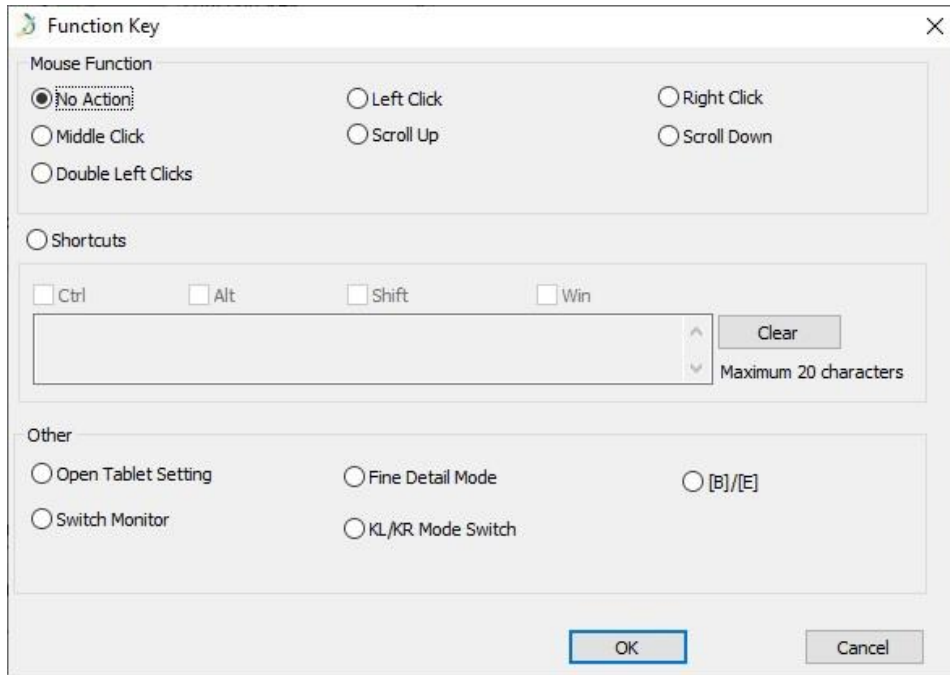 Function Key
Mouse Function
No Action
Left Click
Right Click
Middle Click
Scroll Up
Scroll Down
Double Left Clicks
Shortcuts
Ctrl
Alt
Shift
Win
Clear
Maximum 20 characters
Other
Open Tablet Setting
Fine Detail Mode
[B]/[E]
Switch Monitor
KL/KR Mode Switch
OK
Cancel